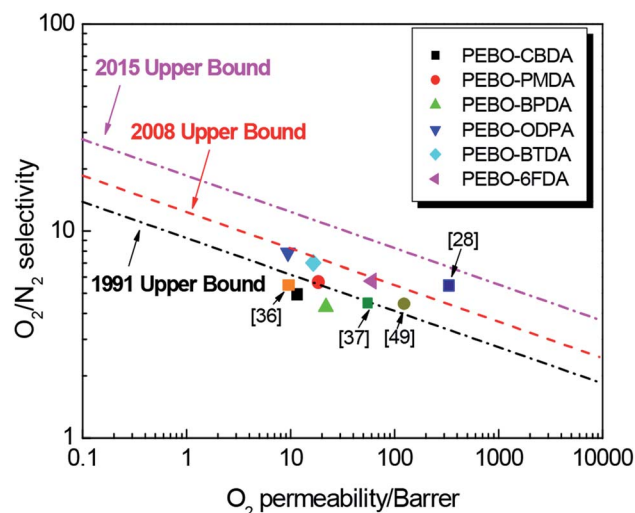 100
2015 Upper Bound
2008 Upper Bound
PEBO-CBDA
PEBO-PMDA
PEBO-BPDA
PEBO-ODPA
PEBO-BTDA
PEBO-6FDA
10
1991 Upper Bound
[28]
[36]
[37]
[49]
1
0.1 1 10 100 1000 10000
O₂/N₂ selectivity
O₂ permeability/Barrer